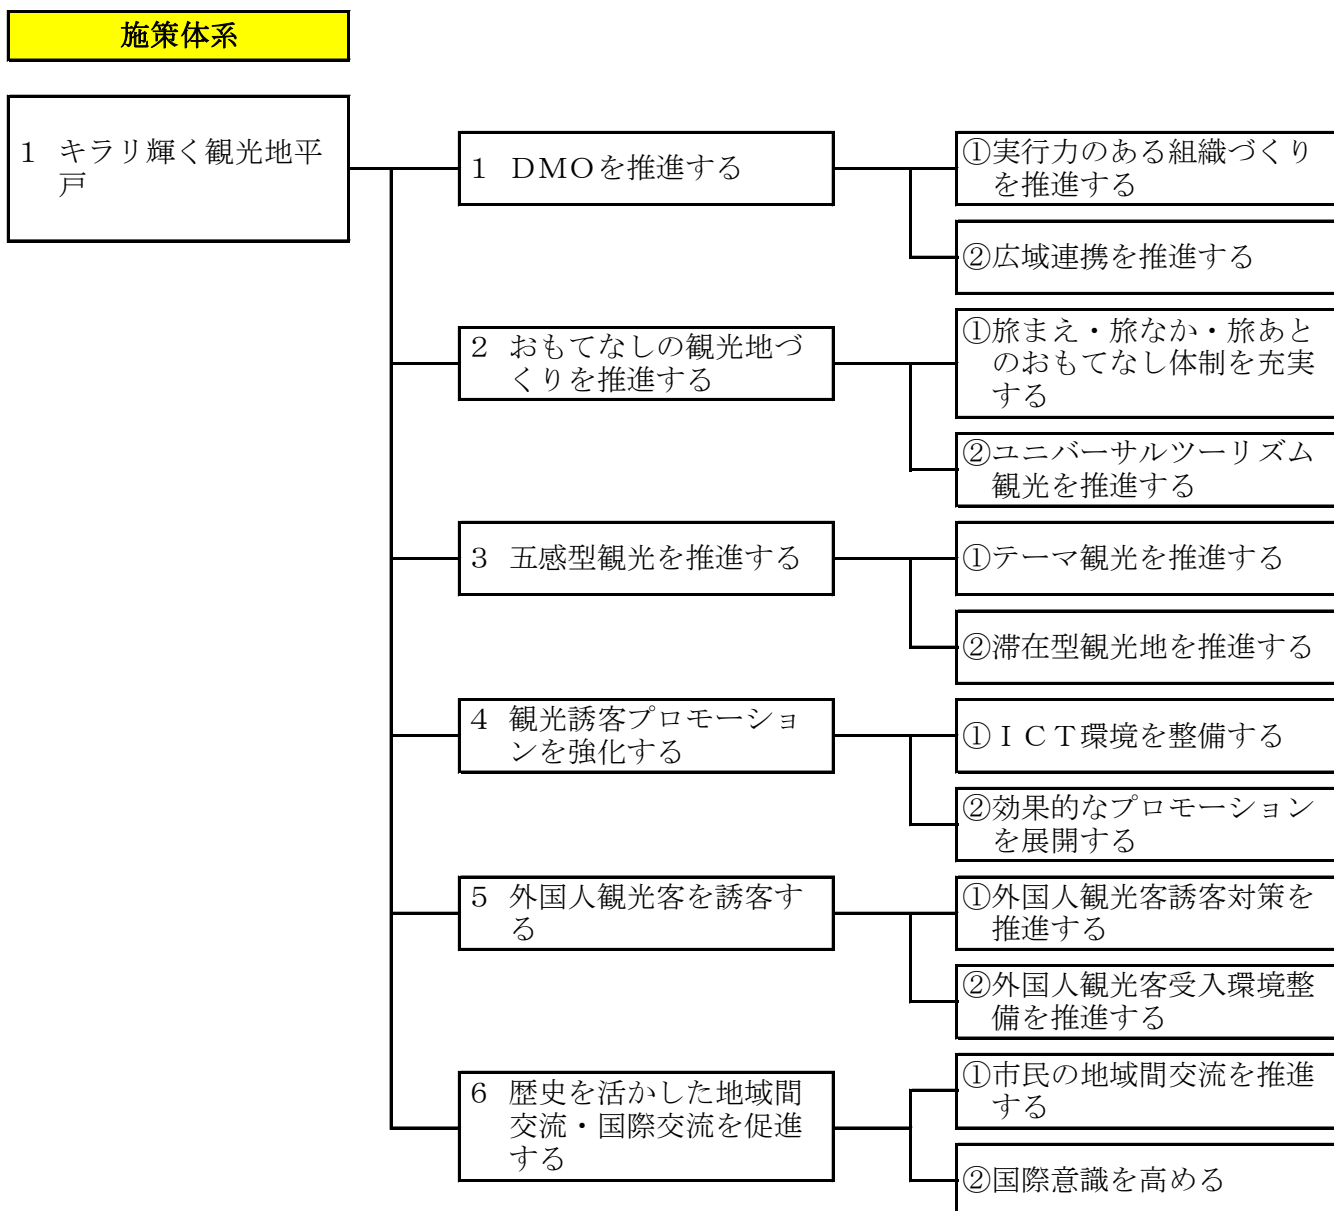 施策体系
1 キラリ輝く観光地平
戸
1 DMOを推進する
①実行力のある組織づくり
を推進する
②広域連携を推進する
2 おもてなしの観光地づ
くりを推進する
①旅まえ・旅なか・旅あと
のおもてなし体制を充実
する
②ユニバーサルツーリズム
観光を推進する
3 五感型観光を推進する
①テーマ観光を推進する
②滞在型観光地を推進する
4 観光誘客プロモーショ
ンを強化する
①ICT環境を整備する
②効果的なプロモーション
を展開する
5 外国人観光客を誘客す
る
①外国人観光客誘客対策を
推進する
②外国人観光客受入環境整
備を推進する
6 歴史を活かした地域間
交流・国際交流を促進
する
①市民の地域間交流を推進
する
②国際意識を高める